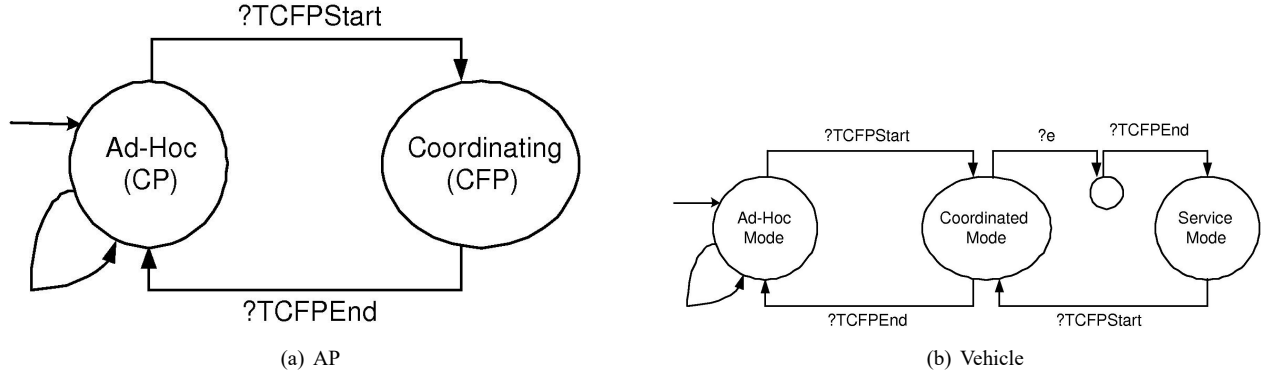 ?TCFPStart
Ad-Hoc
(CP)
Coordinating
(CFP)
?TCFPEnd
(a) AP
?TCFPStart
?e
?TCFPEnd
Ad-Hoc
Mode
Coordinated
Mode
Service
Mode
?TCFPEnd
?TCFPStart
(b) Vehicle